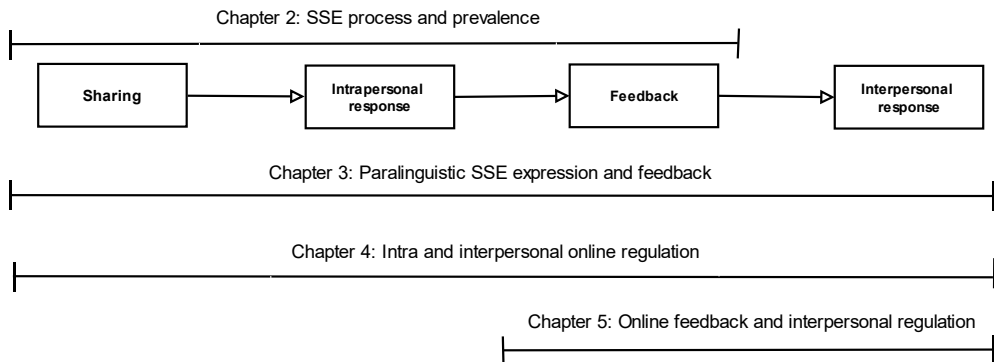 Chapter 2: SSE process and prevalence
Sharing
Intrapersonal
response
Feedback
Interpersonal
response
Chapter 3: Paralinguistic SSE expression and feedback
Chapter 4: Intra and interpersonal online regulation
Chapter 5: Online feedback and interpersonal regulation